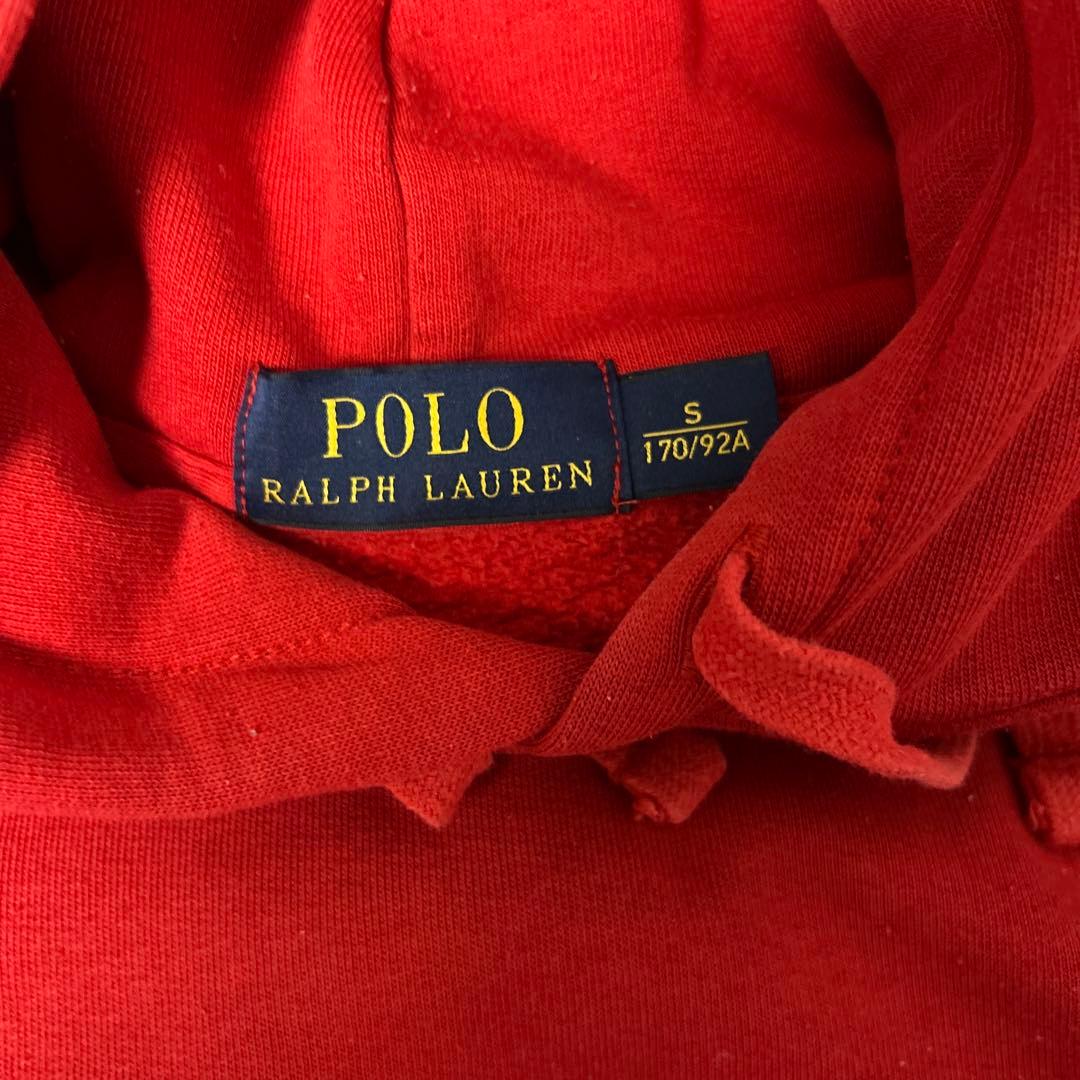 POLO
RALPH LAUREN
S
170/92A